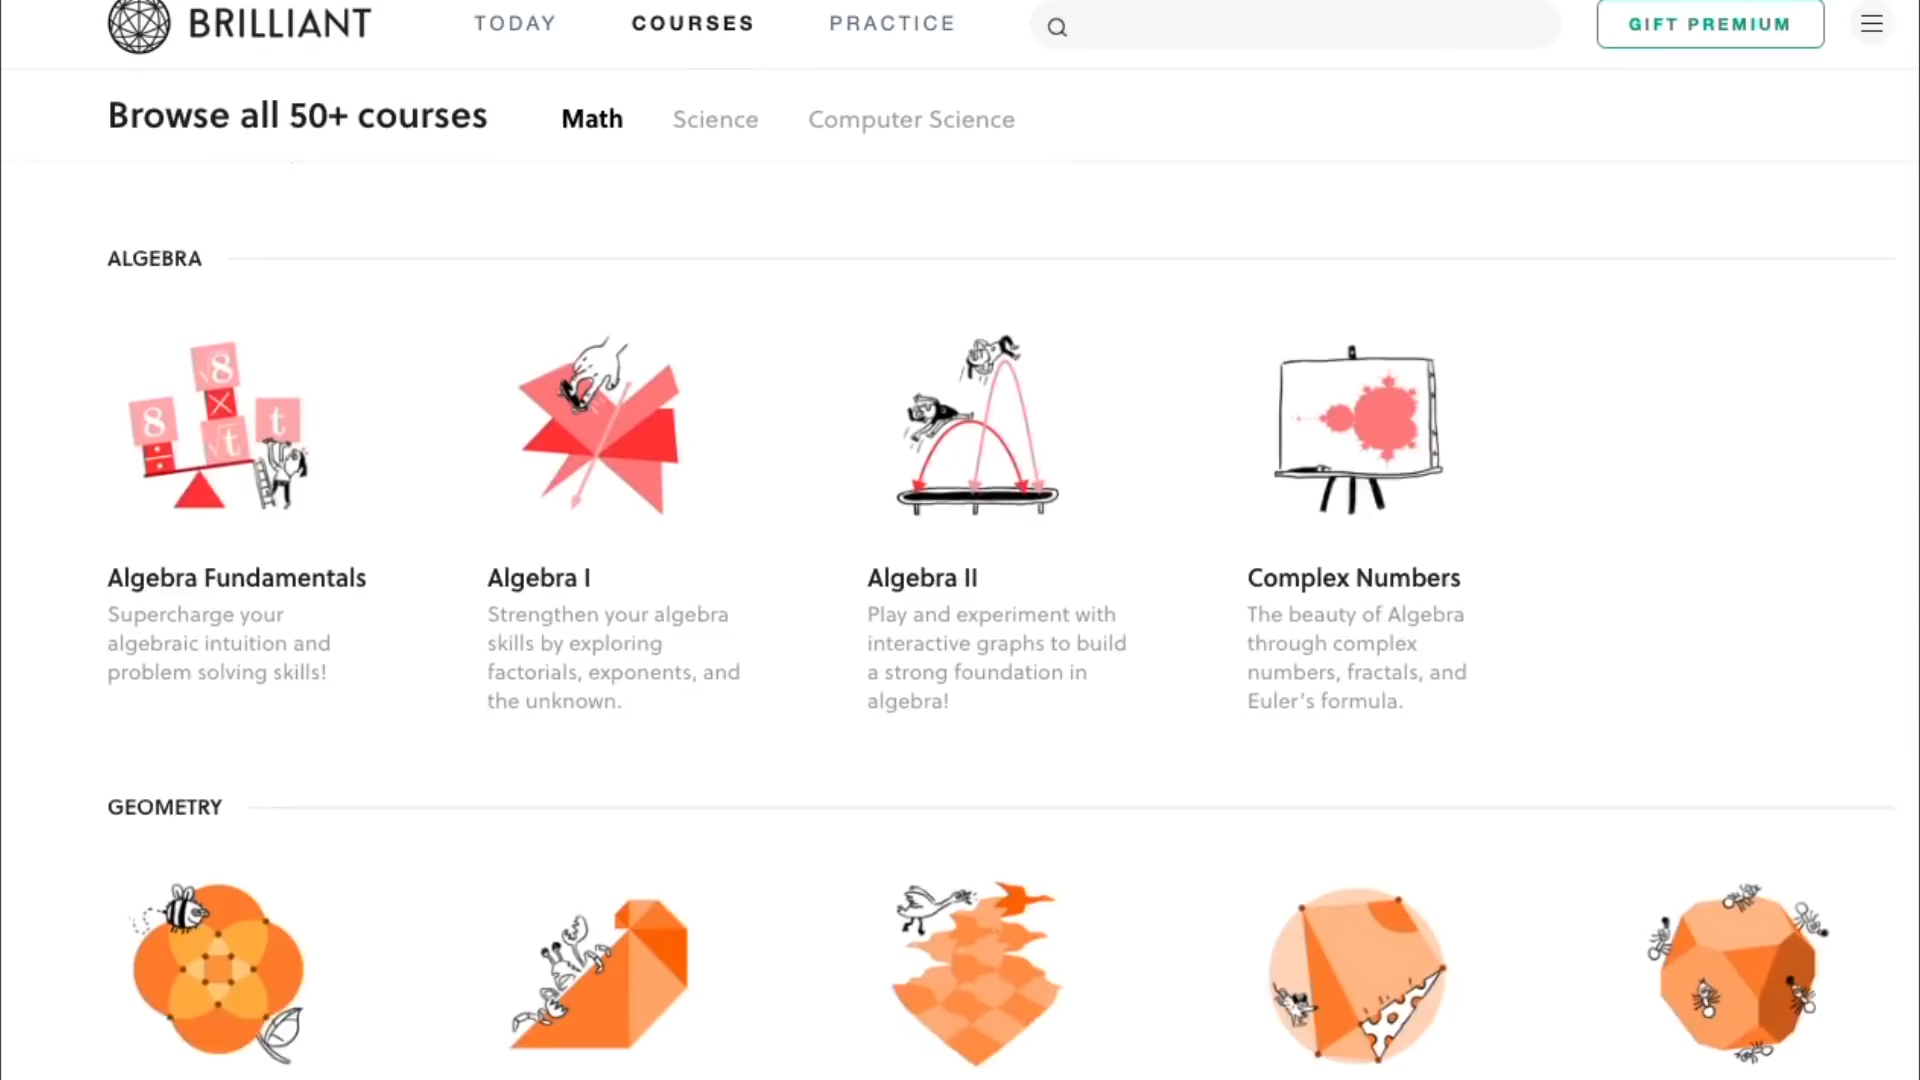 BRILLIANT
TODAY
COURSES
PRACTICE
GIFT PREMIUM
Browse all 50+ courses
Math
Science
Computer Science
ALGEBRA
√8
×
8
÷
√t
t
Algebra Fundamentals
Supercharge your
algebraic intuition and
problem solving skills!
Algebra I
Strengthen your algebra
skills by exploring
factorials, exponents, and
the unknown.
Algebra II
Play and experiment with
interactive graphs to build
a strong foundation in
algebra!
Complex Numbers
The beauty of Algebra
through complex
numbers, fractals, and
Euler's formula.
GEOMETRY